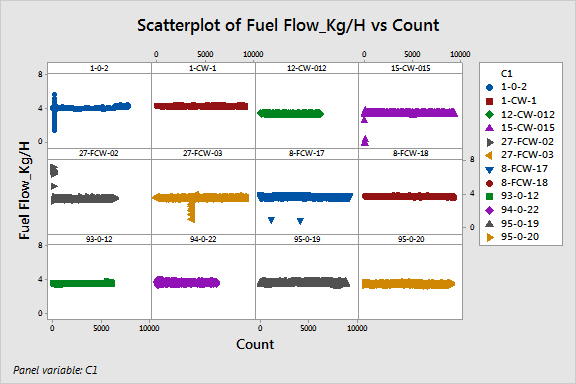 Scatterplot of Fuel Flow_Kg/H vs Count
0 5000 10000 0 5000 10000
1-0-2 1-CW-1 12-CW-012 15-CW-015
8
4
0
27-FCW-02 27-FCW-03 8-FCW-17 8-FCW-18
8
4
0
93-0-12 94-0-22 95-0-19 95-0-20
8
4
0
0 5000 10000 0 5000 10000
Fuel Flow_Kg/H
Count
C1
1-0-2
1-CW-1
12-CW-012
15-CW-015
27-FCW-02
27-FCW-03
8-FCW-17
8-FCW-18
93-0-12
94-0-22
95-0-19
95-0-20
Panel variable: C1